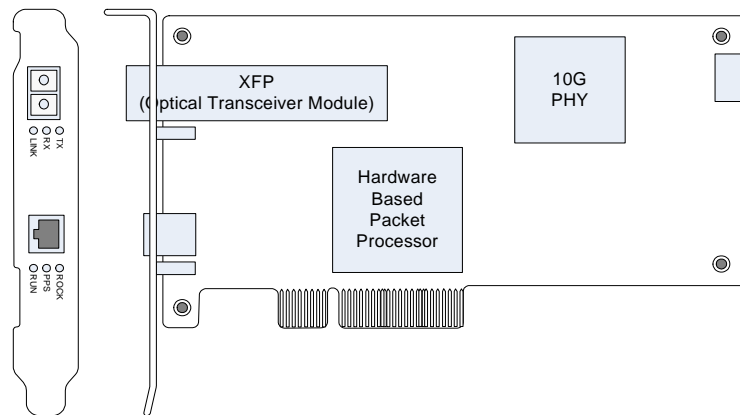 XFP
(Optical Transceiver Module)
10G
PHY
Hardware
Based
Packet
Processor
LINK
RX
TX
RUN
PPS
ROCK